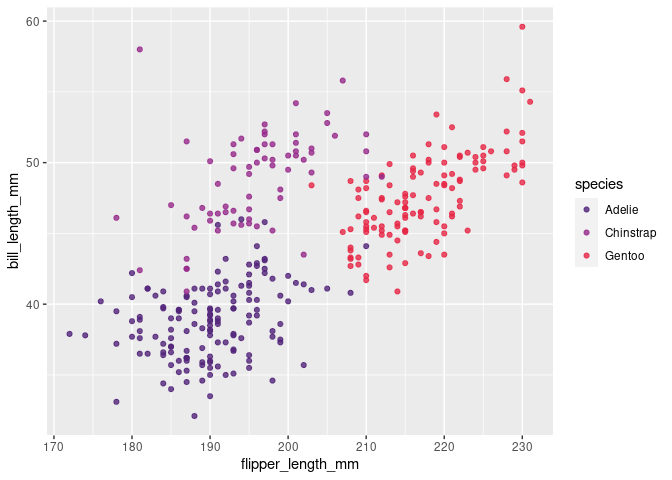 60
50
40
bill_length_mm
170 180 190 200 210 220 230
flipper_length_mm
species
Adelie
Chinstrap
Gentoo